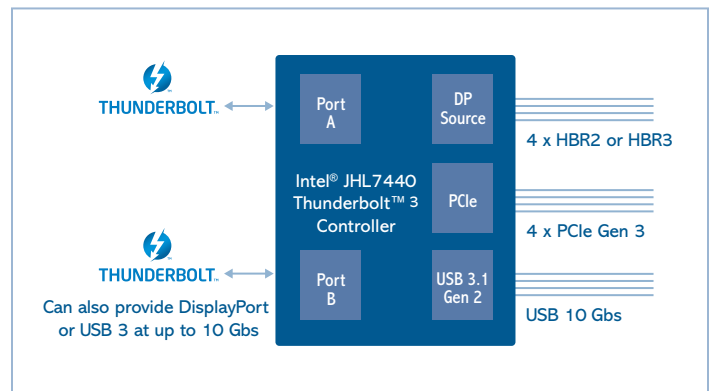 THUNDERBOLT™
Port
A
DP
Source
4 x HBR2 or HBR3
Intel® JHL7440
Thunderbolt™ 3
Controller
PCIe
4 x PCIe Gen 3
THUNDERBOLT™
Can also provide DisplayPort
or USB 3 at up to 10 Gbs
Port
B
USB 3.1
Gen 2
USB 10 Gbs